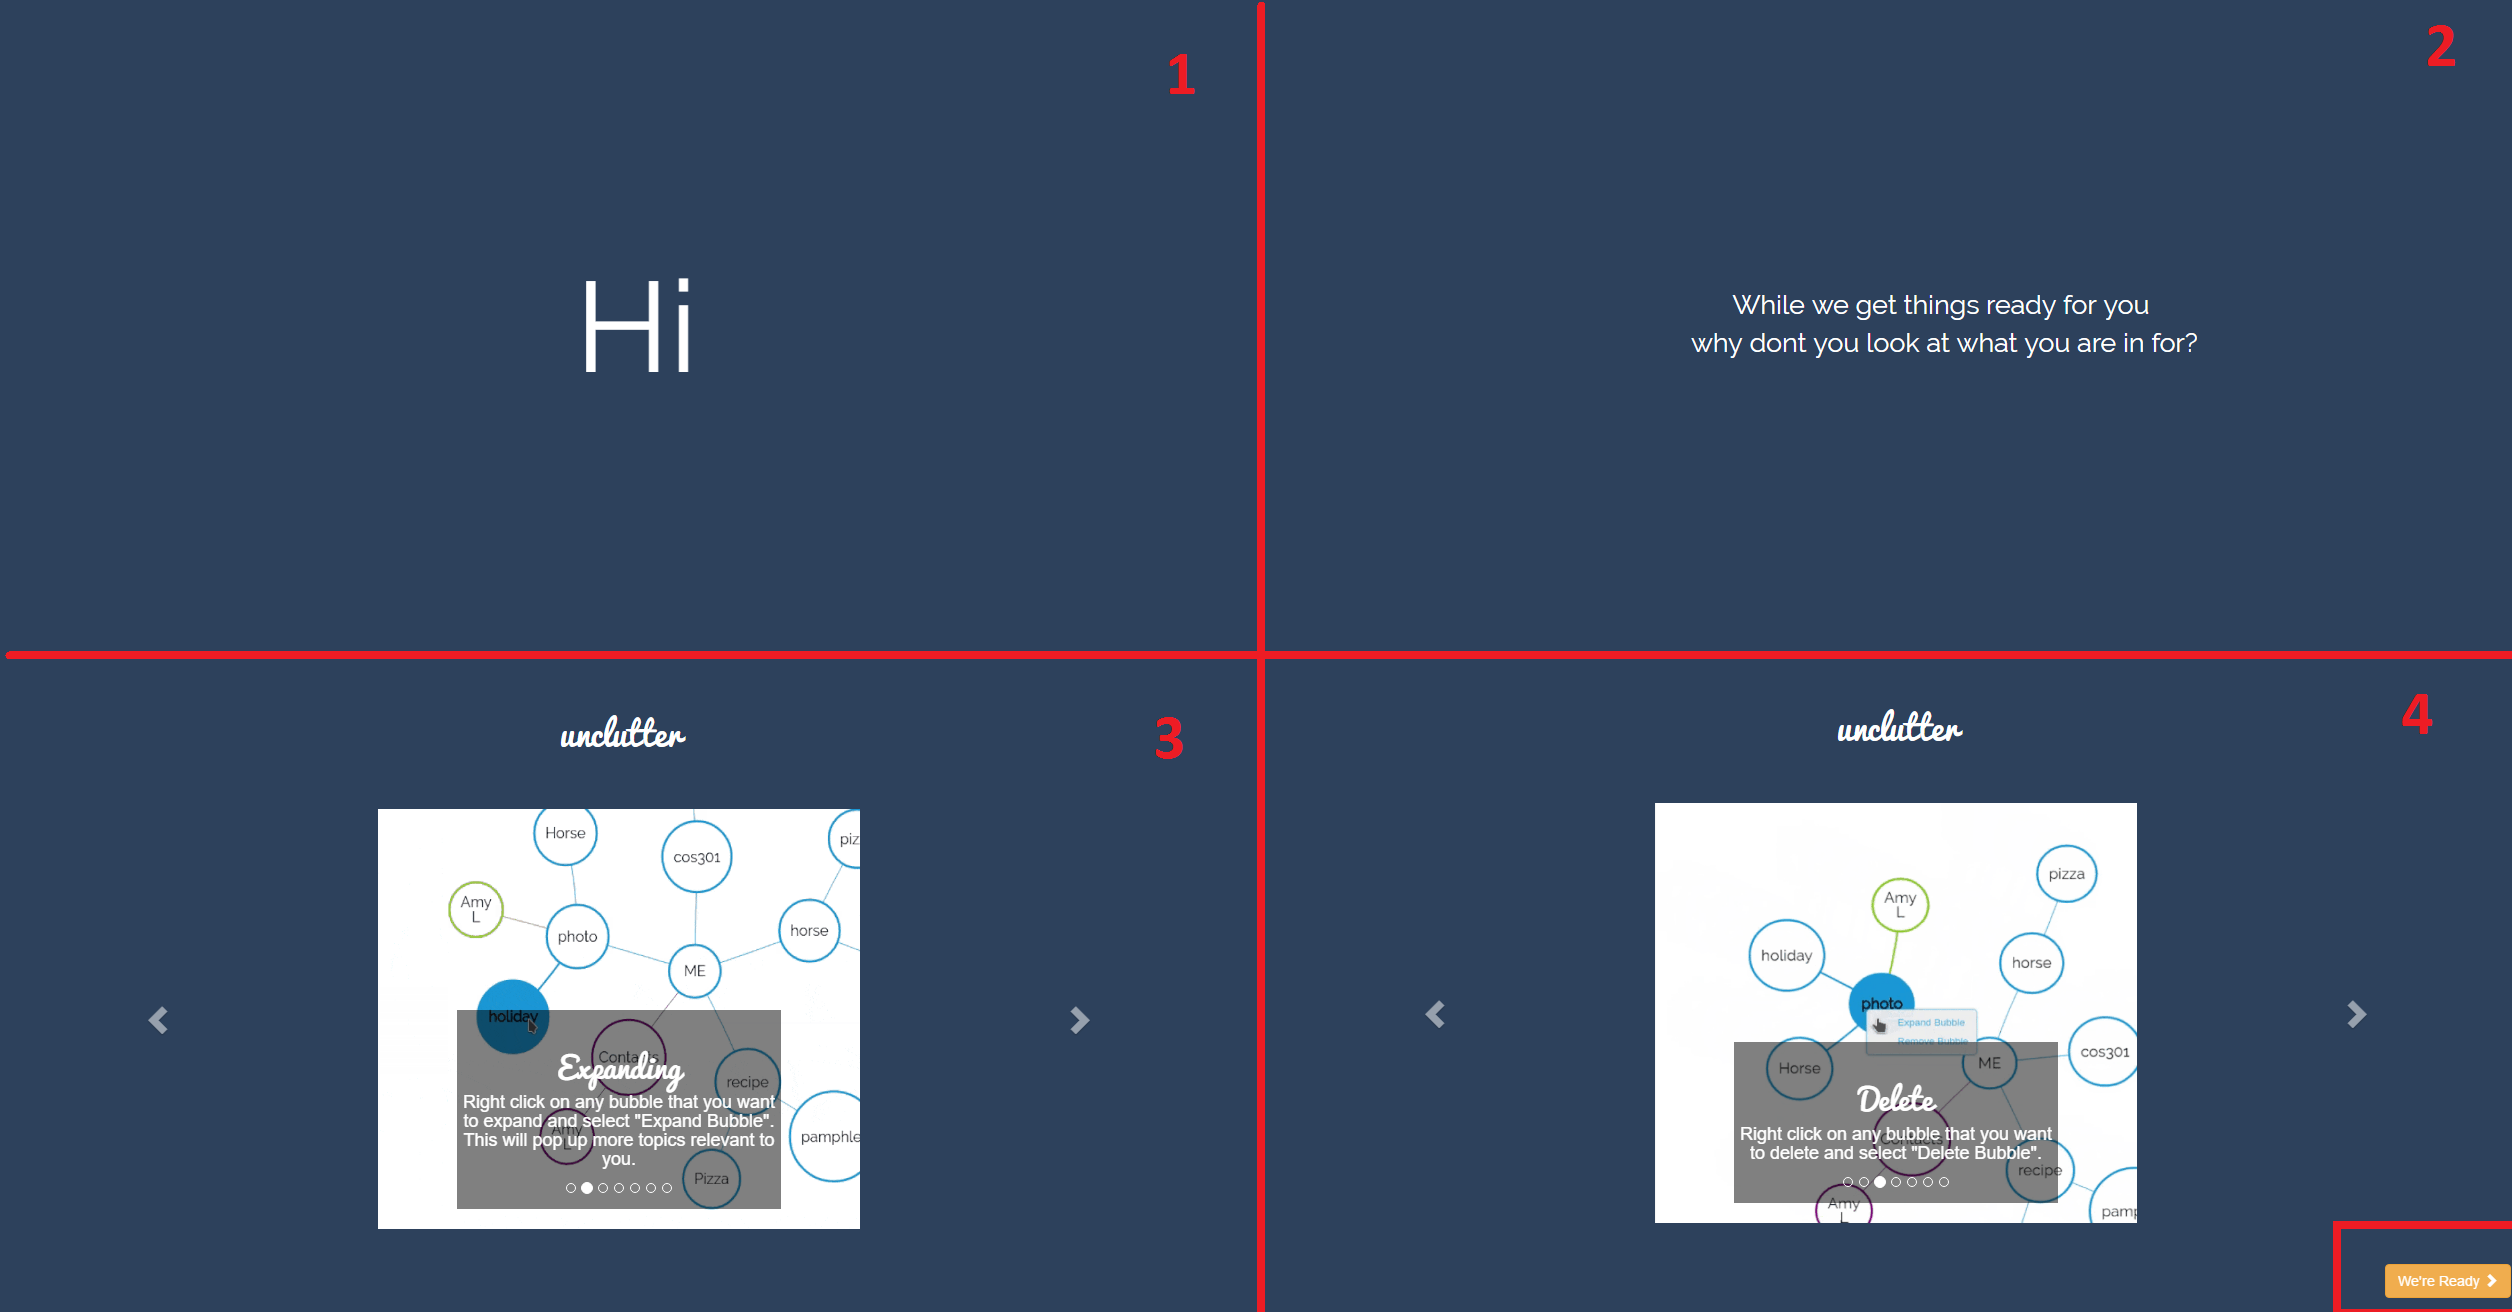 1
Hi
2
While we get things ready for you
why dont you look at what you are in for?
3
unclutter
Horse
cos301
piz
Amy
L
photo
horse
ME
holiday
Contacts
recipe
Expanding
Right click on any bubble that you want
to expand and select "Expand Bubble".
This will pop up more topics relevant to
you.
Amy
L
pamphle
Pizza
4
unclutter
pizza
Amy
L
holiday
horse
photo
Expand Bubble
Remove Bubble
Horse
ME
cos301
Delete
Right click on any bubble that you want
to delete and select "Delete Bubble".
Contacts
recipe
Amy
L
pamp
We're Ready